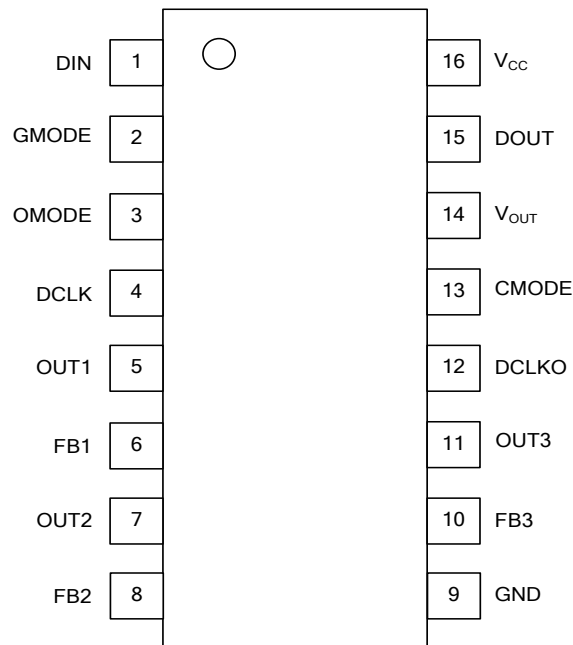 DIN 1 16 VCC
GMODE 2 15 DOUT
OMODE 3 14 VOUT
DCLK 4 13 CMODE
OUT1 5 12 DCLKO
FB1 6 11 OUT3
OUT2 7 10 FB3
FB2 8 9 GND